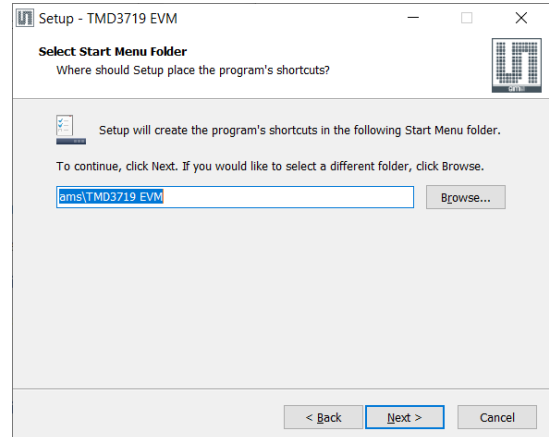 Setup - TMD3719 EVM
Select Start Menu Folder
Where should Setup place the program's shortcuts?
am
Setup will create the program's shortcuts in the following Start Menu folder.
To continue, click Next. If you would like to select a different folder, click Browse.
ams\TMD3719 EVM
Browse...
< Back
Next >
Cancel